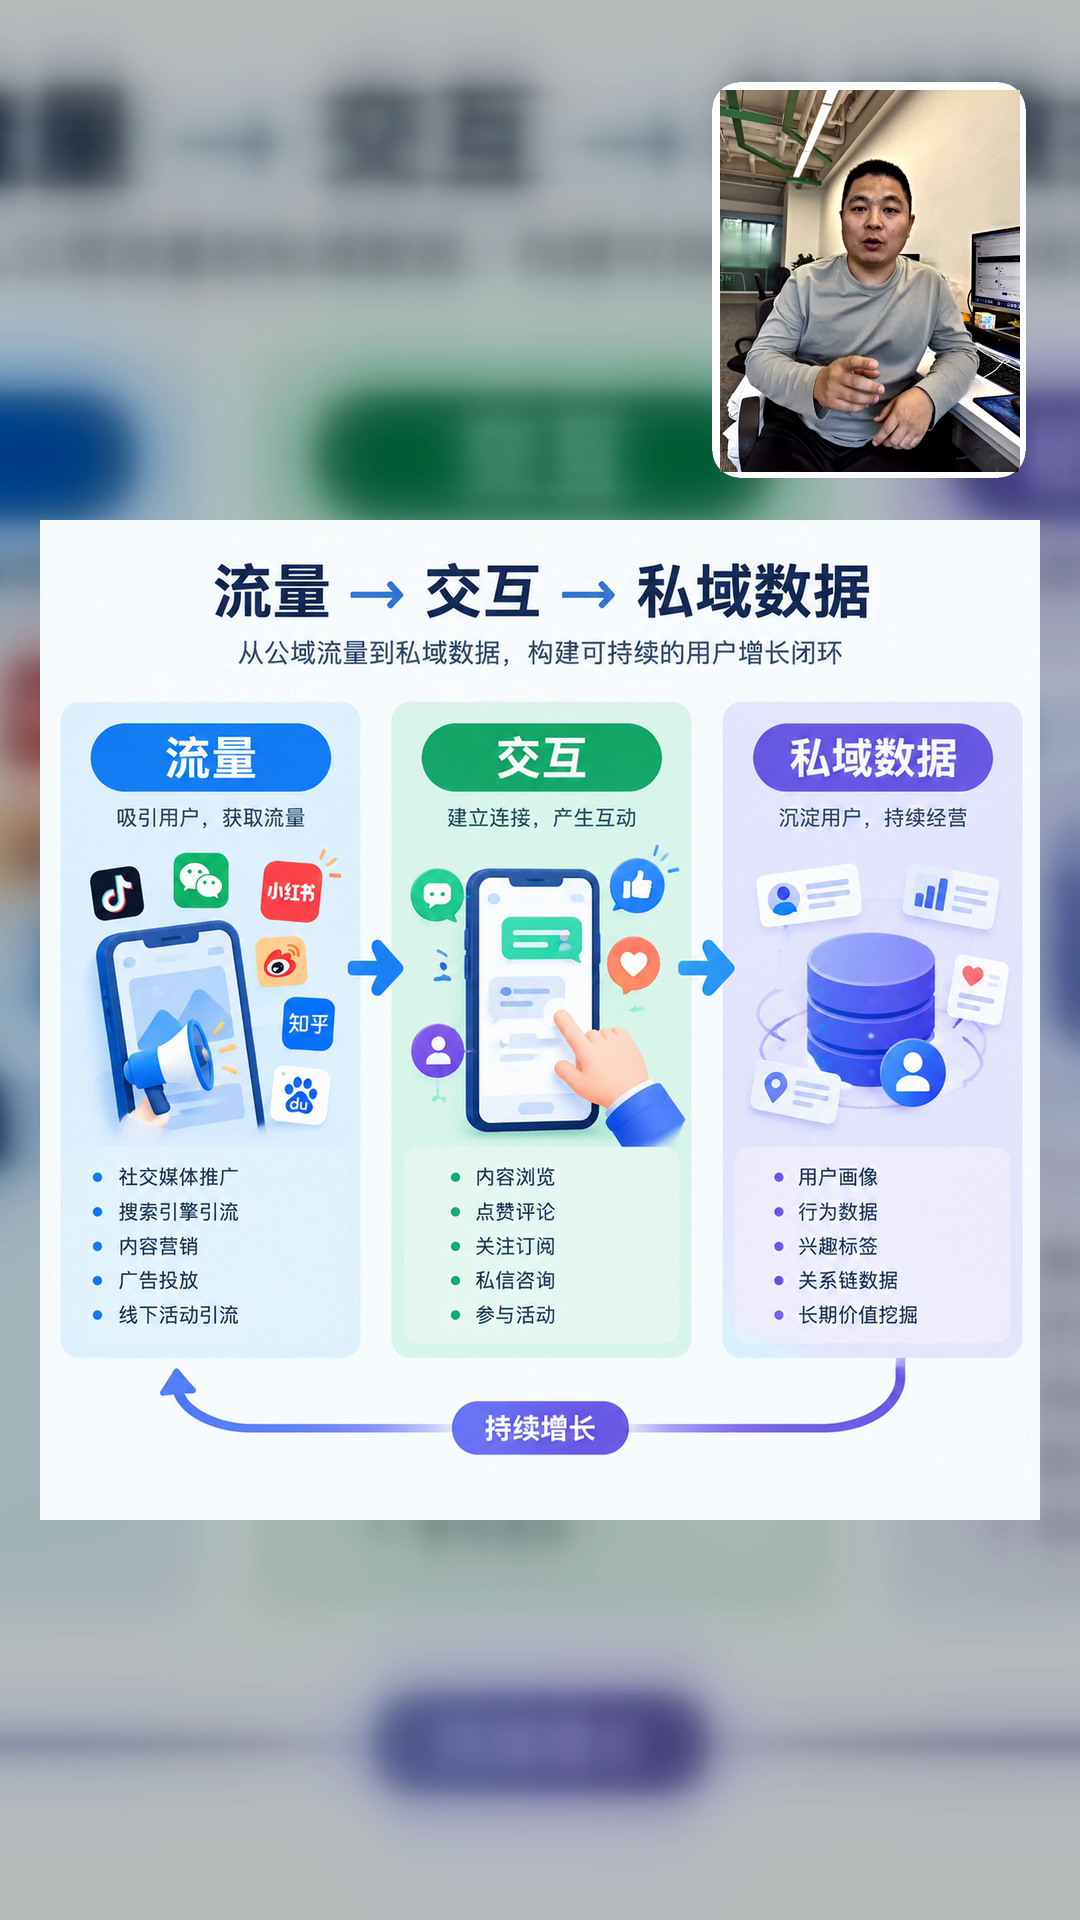 流量 → 交互 → 私域数据
从公域流量到私域数据，构建可持续的用户增长闭环
流量
吸引用户，获取流量
小红书
知乎
du
社交媒体推广
搜索引擎引流
内容营销
广告投放
线下活动引流
交互
建立连接，产生互动
内容浏览
点赞评论
关注订阅
私信咨询
参与活动
私域数据
沉淀用户，持续经营
用户画像
行为数据
兴趣标签
关系链数据
长期价值挖掘
持续增长